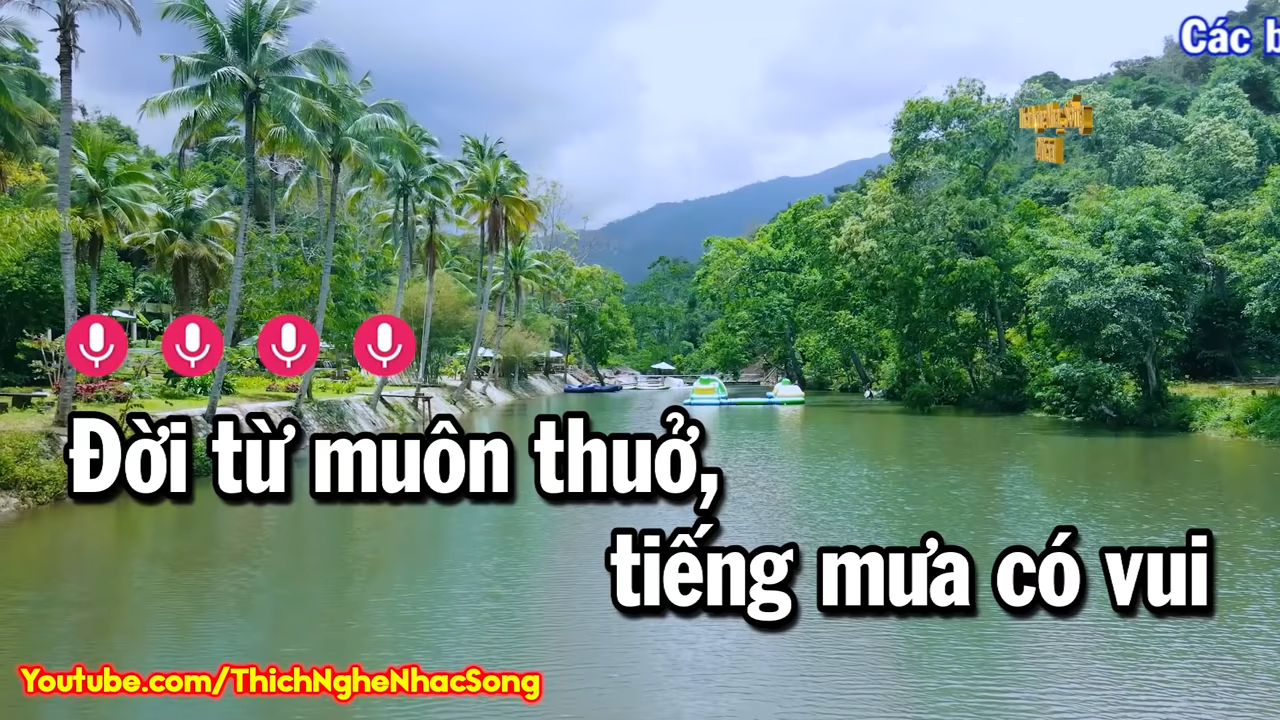 Các
Đời từ muôn thuở,
tiếng mưa có vui
Youtube.com/ThichNgheNhacSong